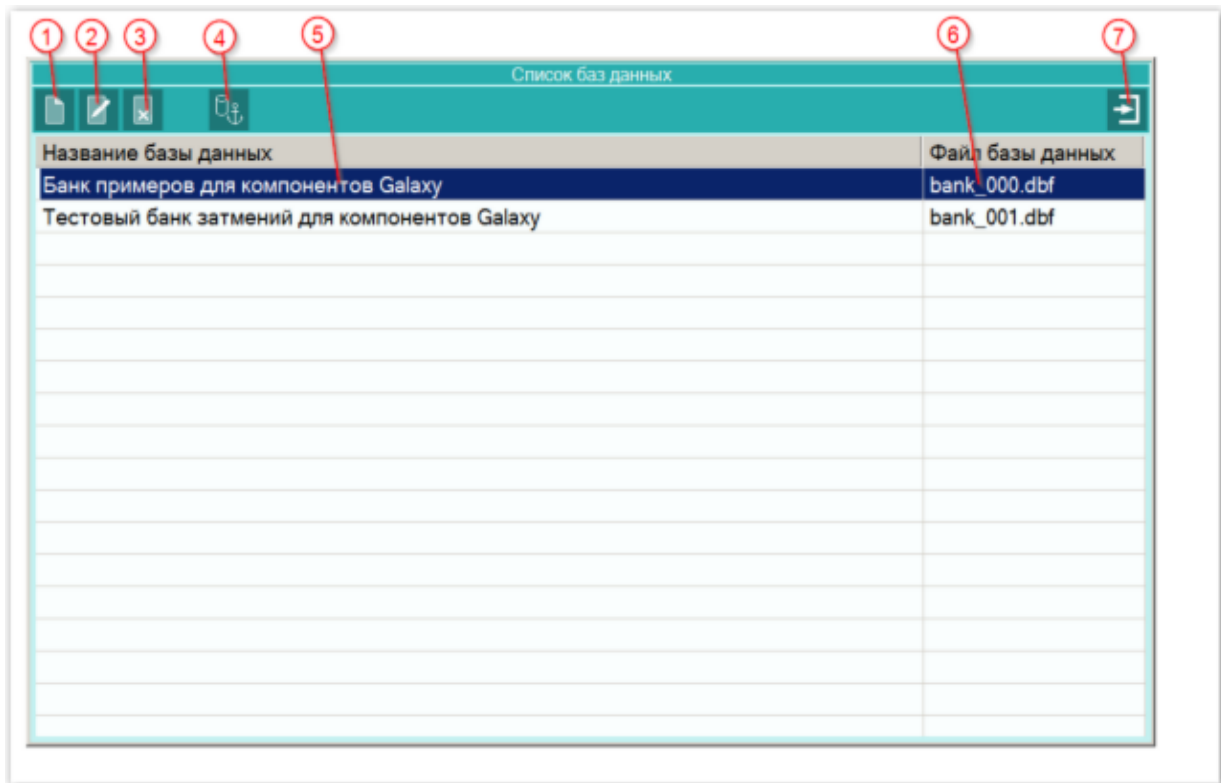 1 2 3 4 5 6 7
Список баз данных
Название базы данных Файл базы данных
Банк примеров для компонентов Galaxy bank_000.dbf
Тестовый банк затмений для компонентов Galaxy bank_001.dbf